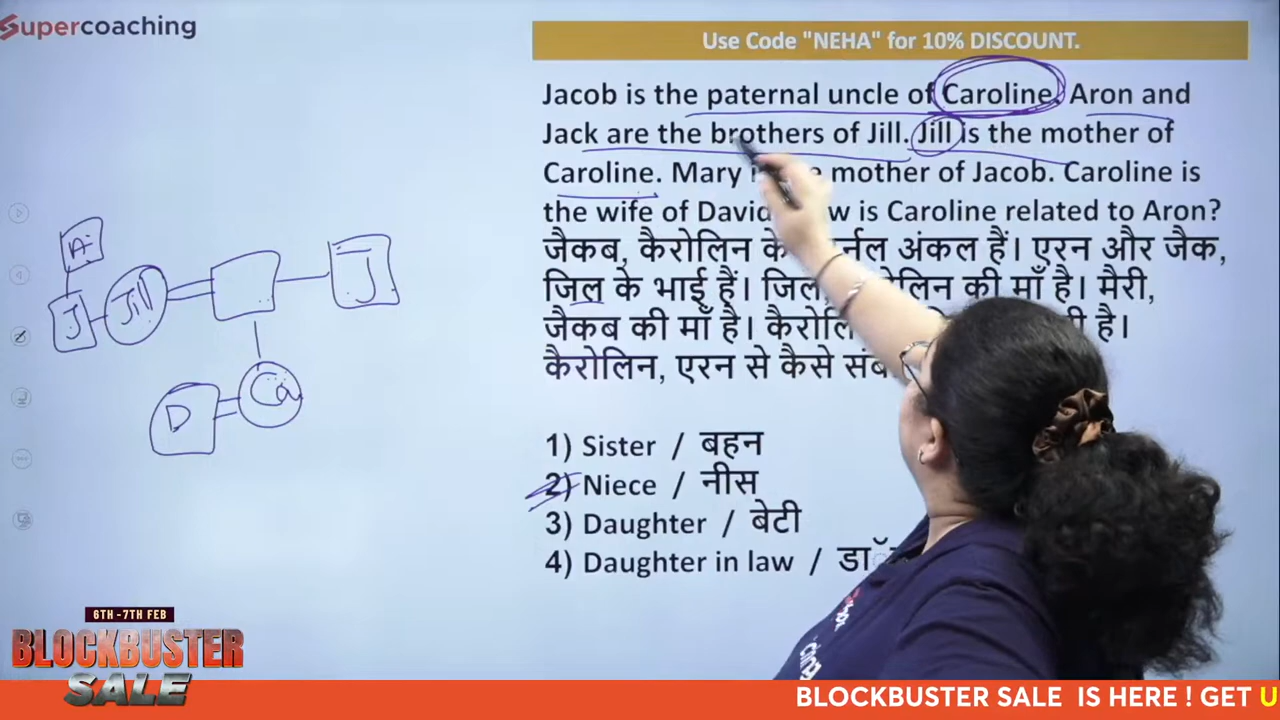 Supercoaching
Use Code "NEHA" for 10% DISCOUNT.
Jacob is the paternal uncle of Caroline. Aron and
Jack are the brothers of Jill. Jill is the mother of
Caroline. Mary mother of Jacob. Caroline is
the wife of David is Caroline related to Aron?
जैकब, कैरोलिन के अंकल हैं। एरन और जैक,
जिल के भाई हैं। जिल, की माँ है। मैरी,
जैकब की माँ है। है।
कैरोलिन, एरन से कैसे
1) Sister / बहन
2) Niece / नीस
3) Daughter / बेटी
4) Daughter in law /
A
J Jill J
D Ca
6TH -7TH FEB
BLOCKBUSTER
SALE
BLOCKBUSTER SALE IS HERE ! GET U